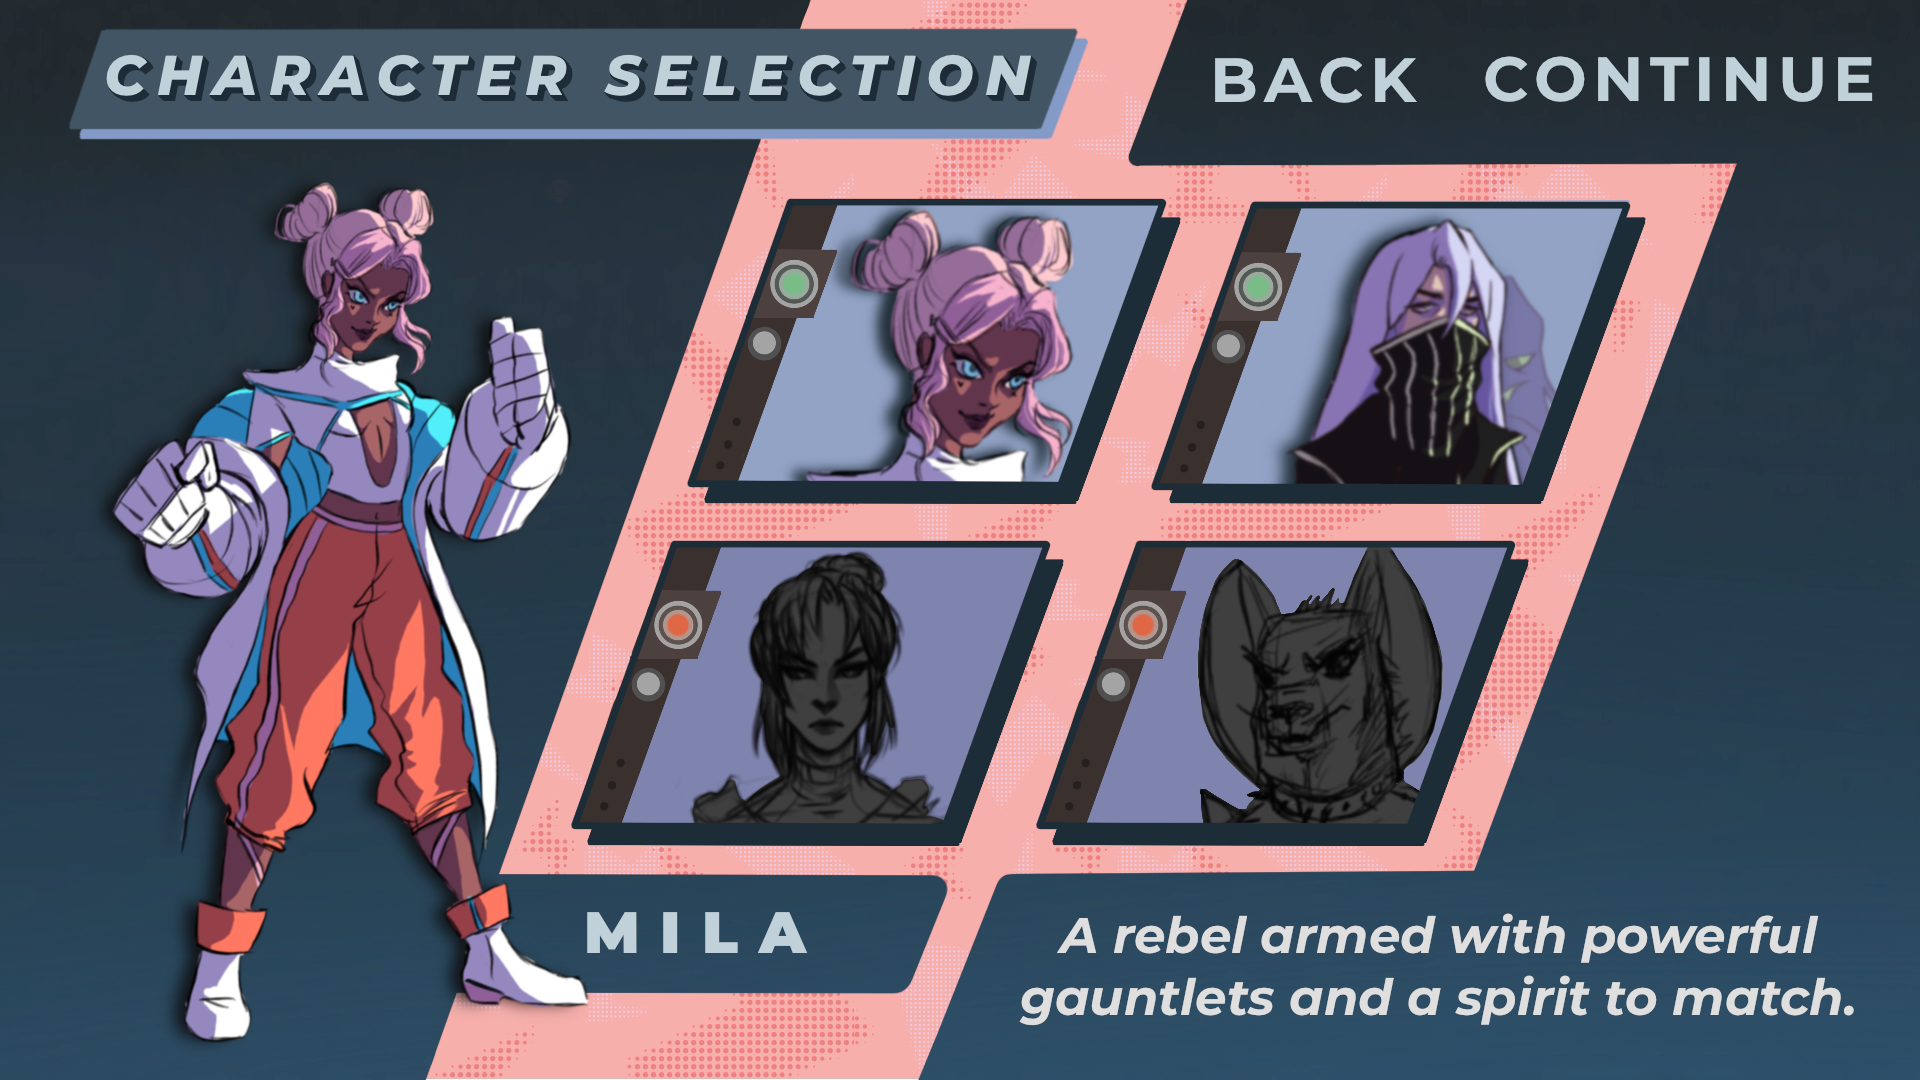 CHARACTER SELECTION
BACK
CONTINUE
MILA
A rebel armed with powerful
gauntlets and a spirit to match.